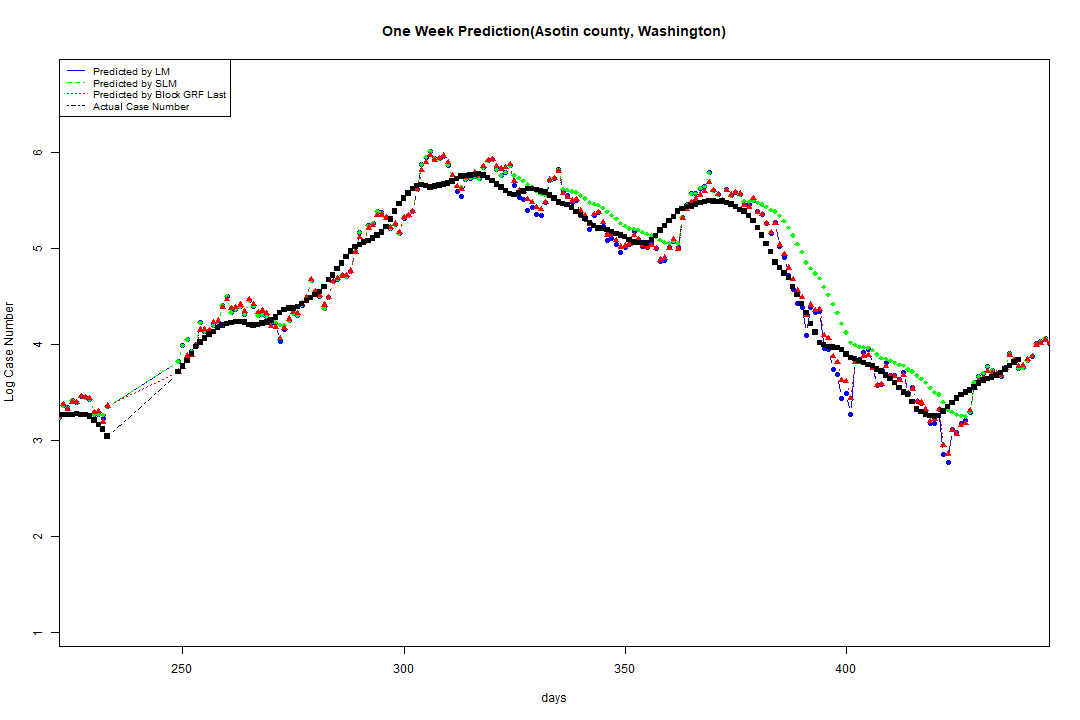 One Week Prediction(Asotin county, Washington)
Predicted by LM
Predicted by SLM
Predicted by Block GRF Last
Actual Case Number
6
5
4
3
2
1
Log Case Number
250
300
350
400
days